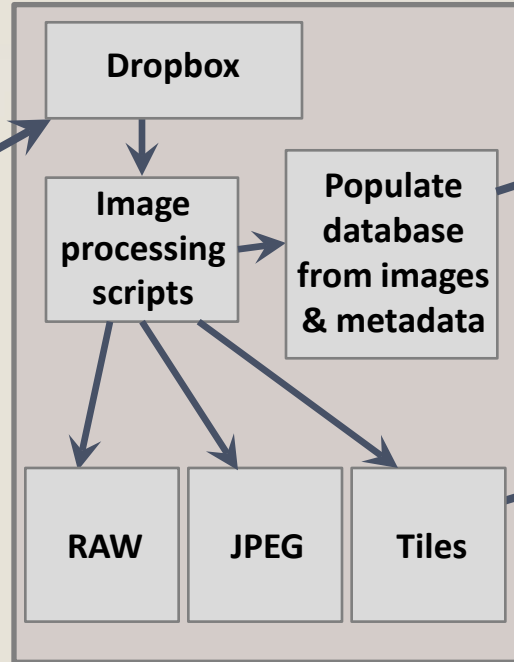 Dropbox
Image
processing
scripts
Populate
database
from images
& metadata
RAW
JPEG
Tiles